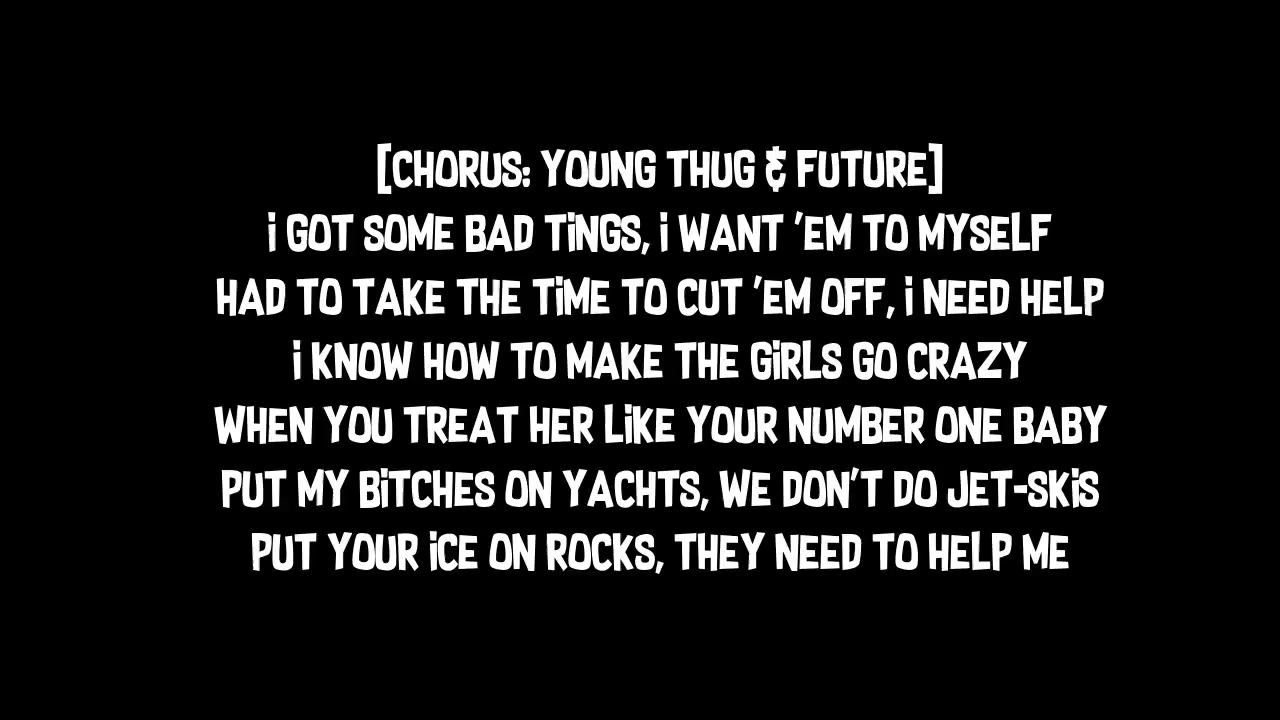 [CHORUS: YOUNG THUG & FUTURE]
i GOT SOME BAD TiNGS, i WANT 'EM TO MYSELF
HAD TO TAKE THE TiME TO CUT 'EM OFF, i NEED HELP
i KNOW HOW TO MAKE THE GiRLS GO CRAZY
WHEN YOU TREAT HER LiKE YOUR NUMBER ONE BABY
PUT MY BiTCHES ON YACHTS, WE DON'T DO JET-SKiS
PUT YOUR iCE ON ROCKS, THEY NEED TO HELP ME